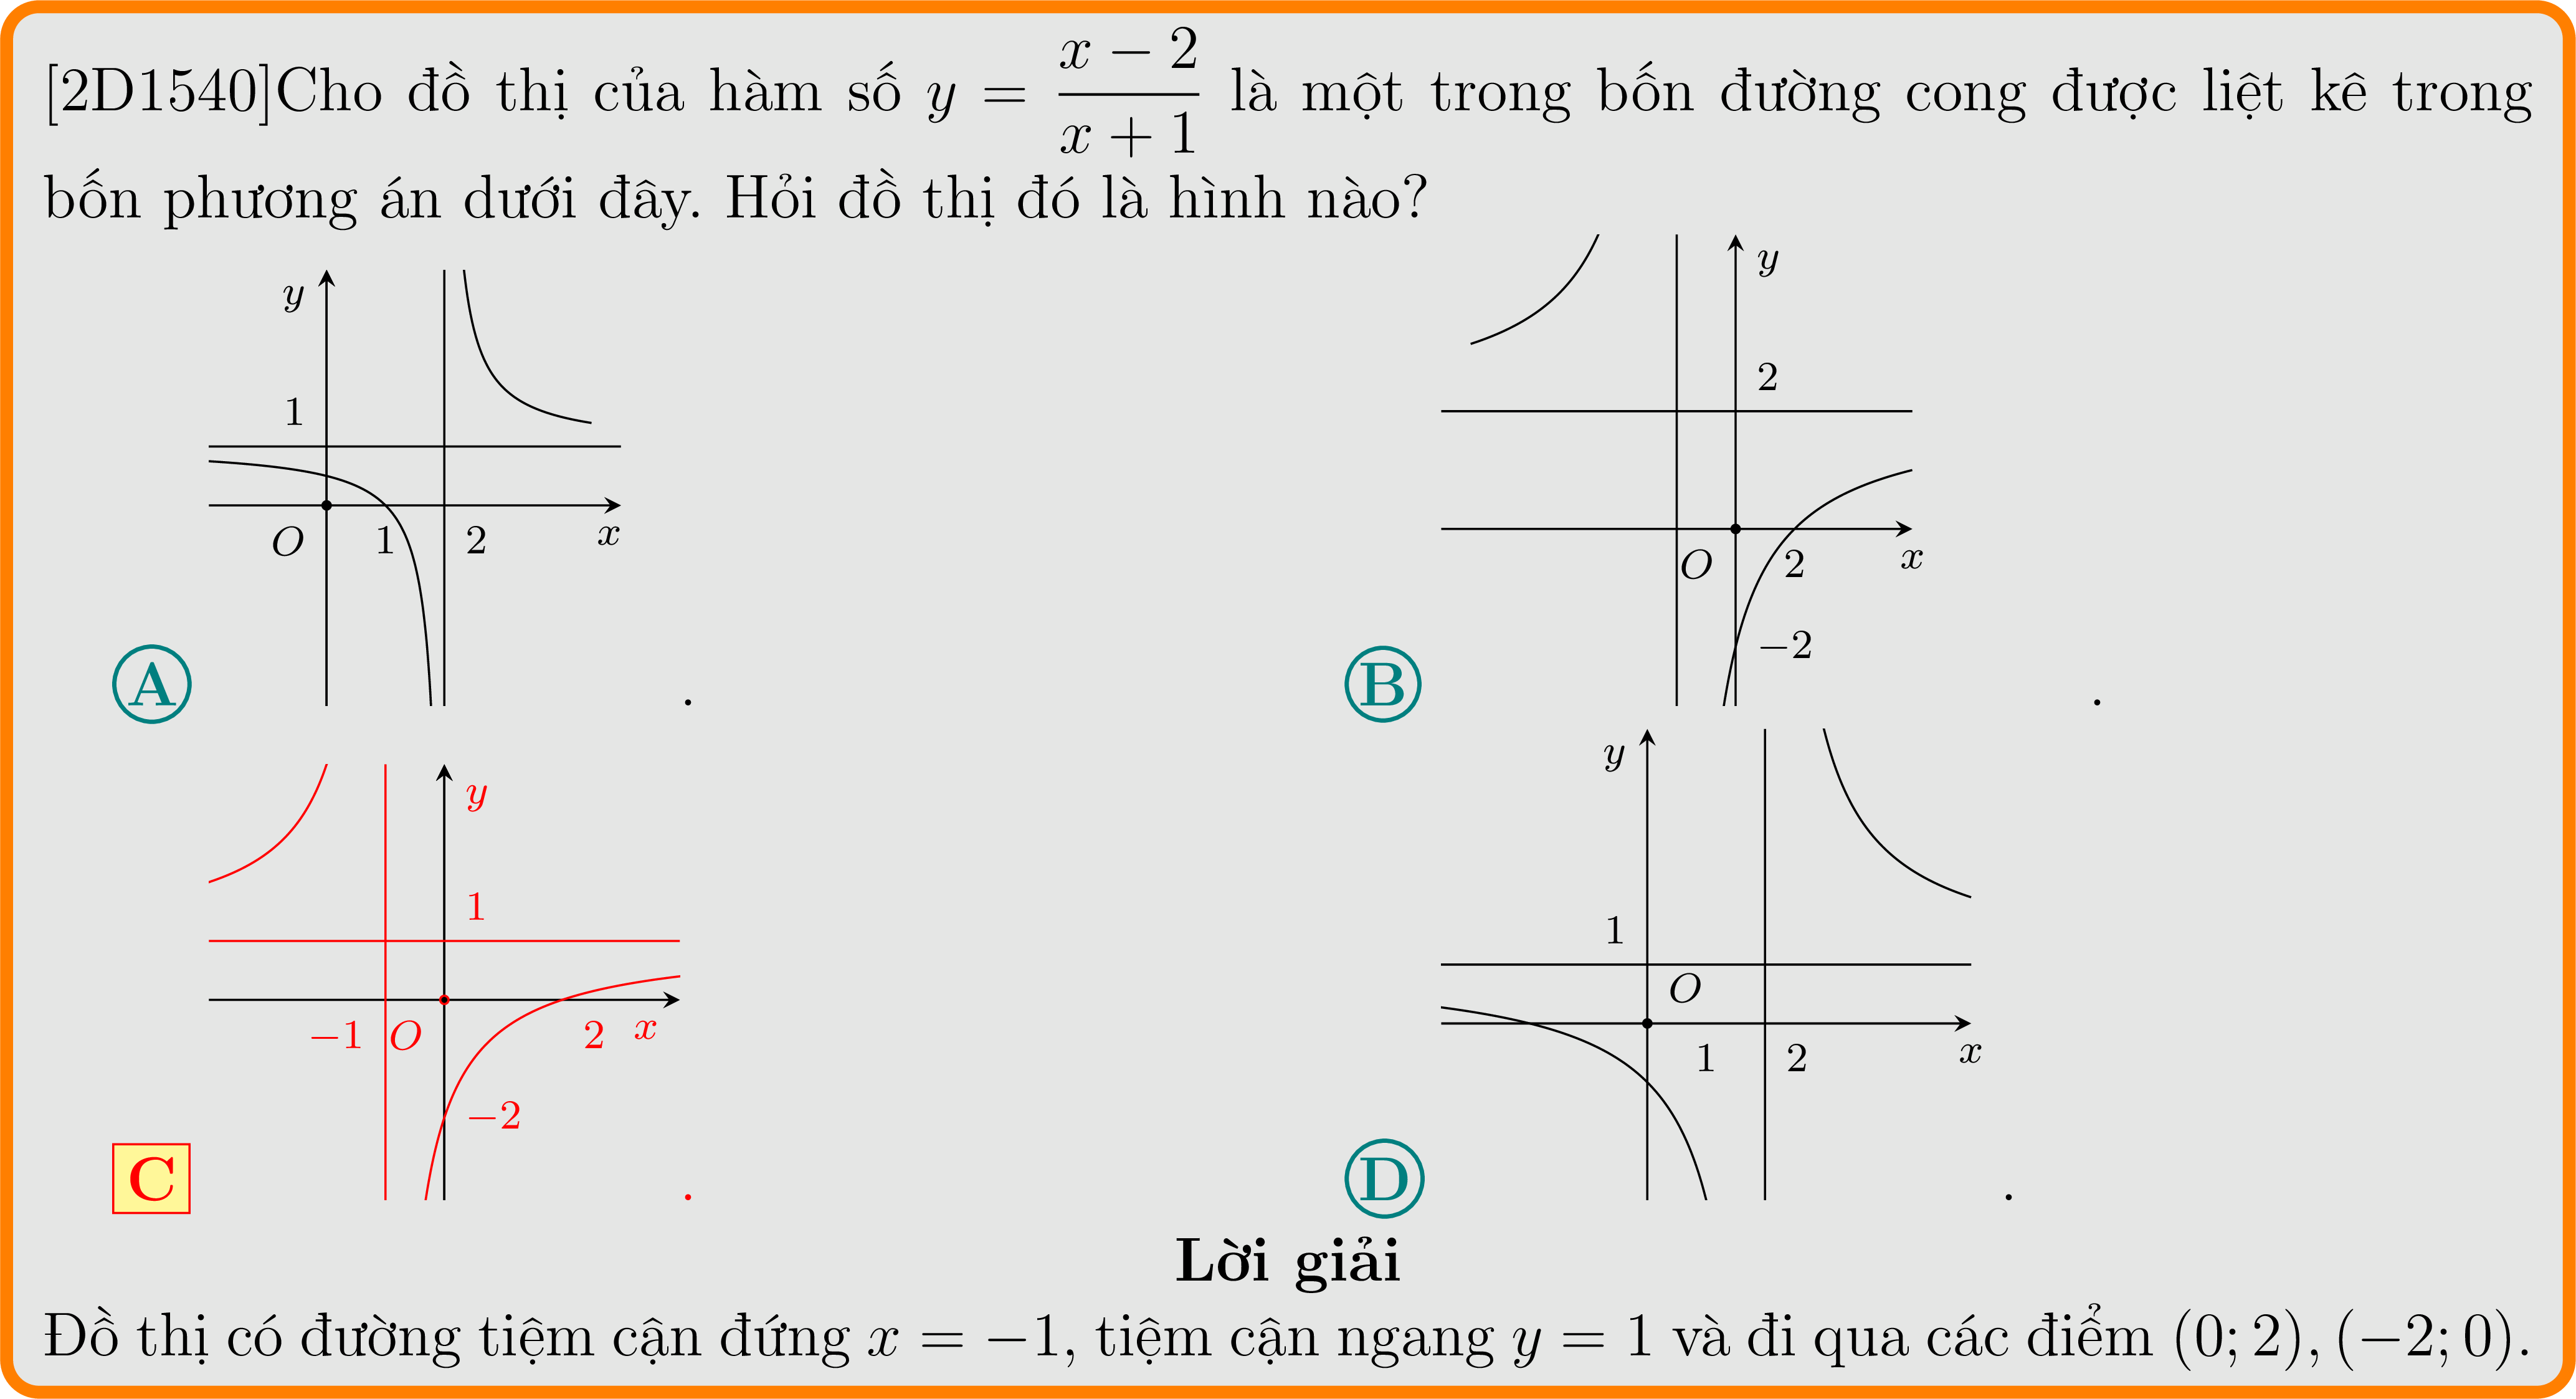 [2D1540]Cho đồ thị của hàm số y = \frac{x − 2}{x + 1} là một trong bốn đường cong được liệt kê trong
bốn phương án dưới đây. Hỏi đồ thị đó là hình nào?
y
1
O 1 2 x
A .
y
2
O 2 x
−2
B .
y
1
−1 O 2 x
−2
C .
y
1
O
1 2 x
D .
Lời giải
Đồ thị có đường tiệm cận đứng x = −1, tiệm cận ngang y = 1 và đi qua các điểm (0; 2), (−2; 0).